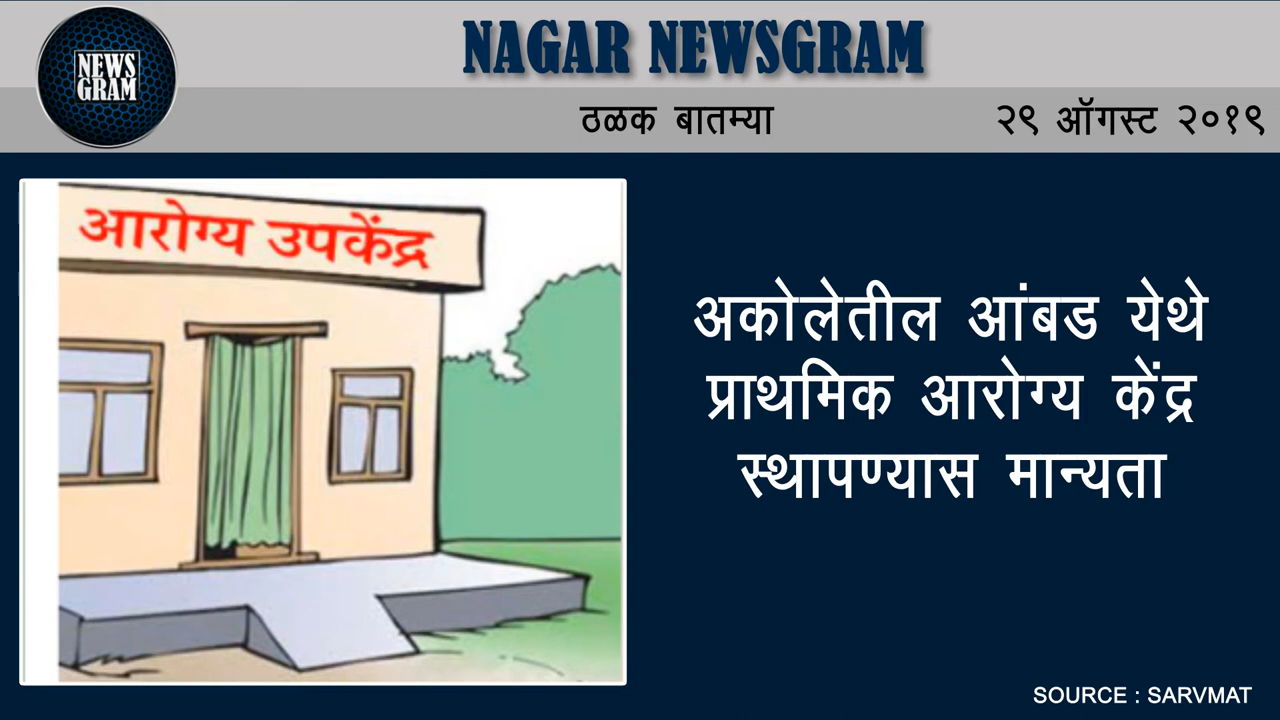 NEWS
GRAM
NAGAR NEWSGRAM
ठळक बातम्या
२९ ऑगस्ट २०१९
आरोग्य उपकेंद्र
अकोलेतील आंबड येथे
प्राथमिक आरोग्य केंद्र
स्थापण्यास मान्यता
SOURCE : SARVMAT